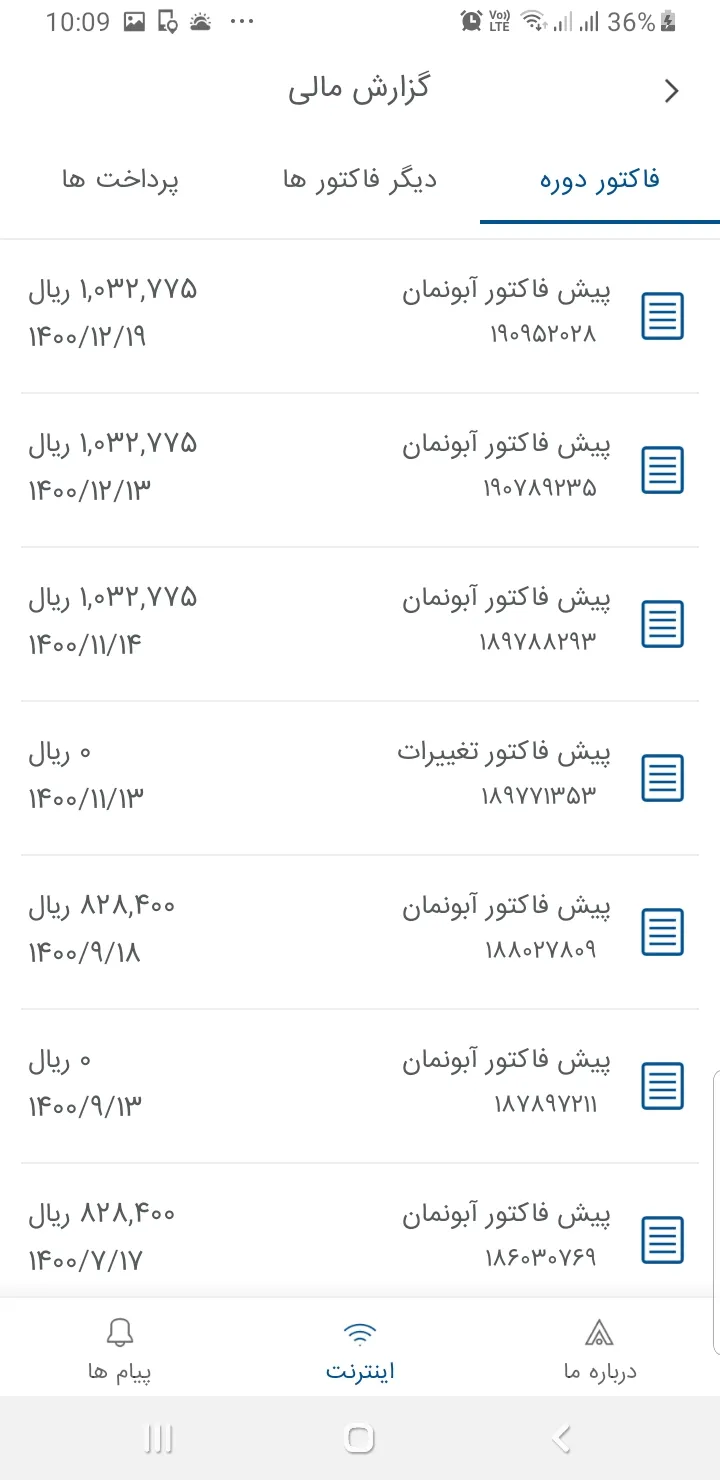 10:09
Vo)) LTE
36%
گزارش مالی
فاکتور دوره
دیگر فاکتور ها
پرداخت ها
پیش فاکتور آبونمان
۱,۰۳۲,۷۷۵ ریال
۱۹۰۹۵۲۰۲۸
۱۴۰۰/۱۲/۱۹
پیش فاکتور آبونمان
۱,۰۳۲,۷۷۵ ریال
۱۹۰۷۸۹۲۳۵
۱۴۰۰/۱۲/۱۳
پیش فاکتور آبونمان
۱,۰۳۲,۷۷۵ ریال
۱۸۹۷۸۸۲۹۳
۱۴۰۰/۱۱/۱۴
پیش فاکتور تغییرات
۰ ریال
۱۸۹۷۷۱۳۵۳
۱۴۰۰/۱۱/۱۳
پیش فاکتور آبونمان
۸۲۸,۴۰۰ ریال
۱۸۸۰۲۷۸۰۹
۱۴۰۰/۹/۱۸
پیش فاکتور آبونمان
۰ ریال
۱۸۷۸۹۷۲۱۱
۱۴۰۰/۹/۱۳
پیش فاکتور آبونمان
۸۲۸,۴۰۰ ریال
۱۸۶۰۳۰۷۶۹
۱۴۰۰/۷/۱۷
درباره ما
اینترنت
پیام ها